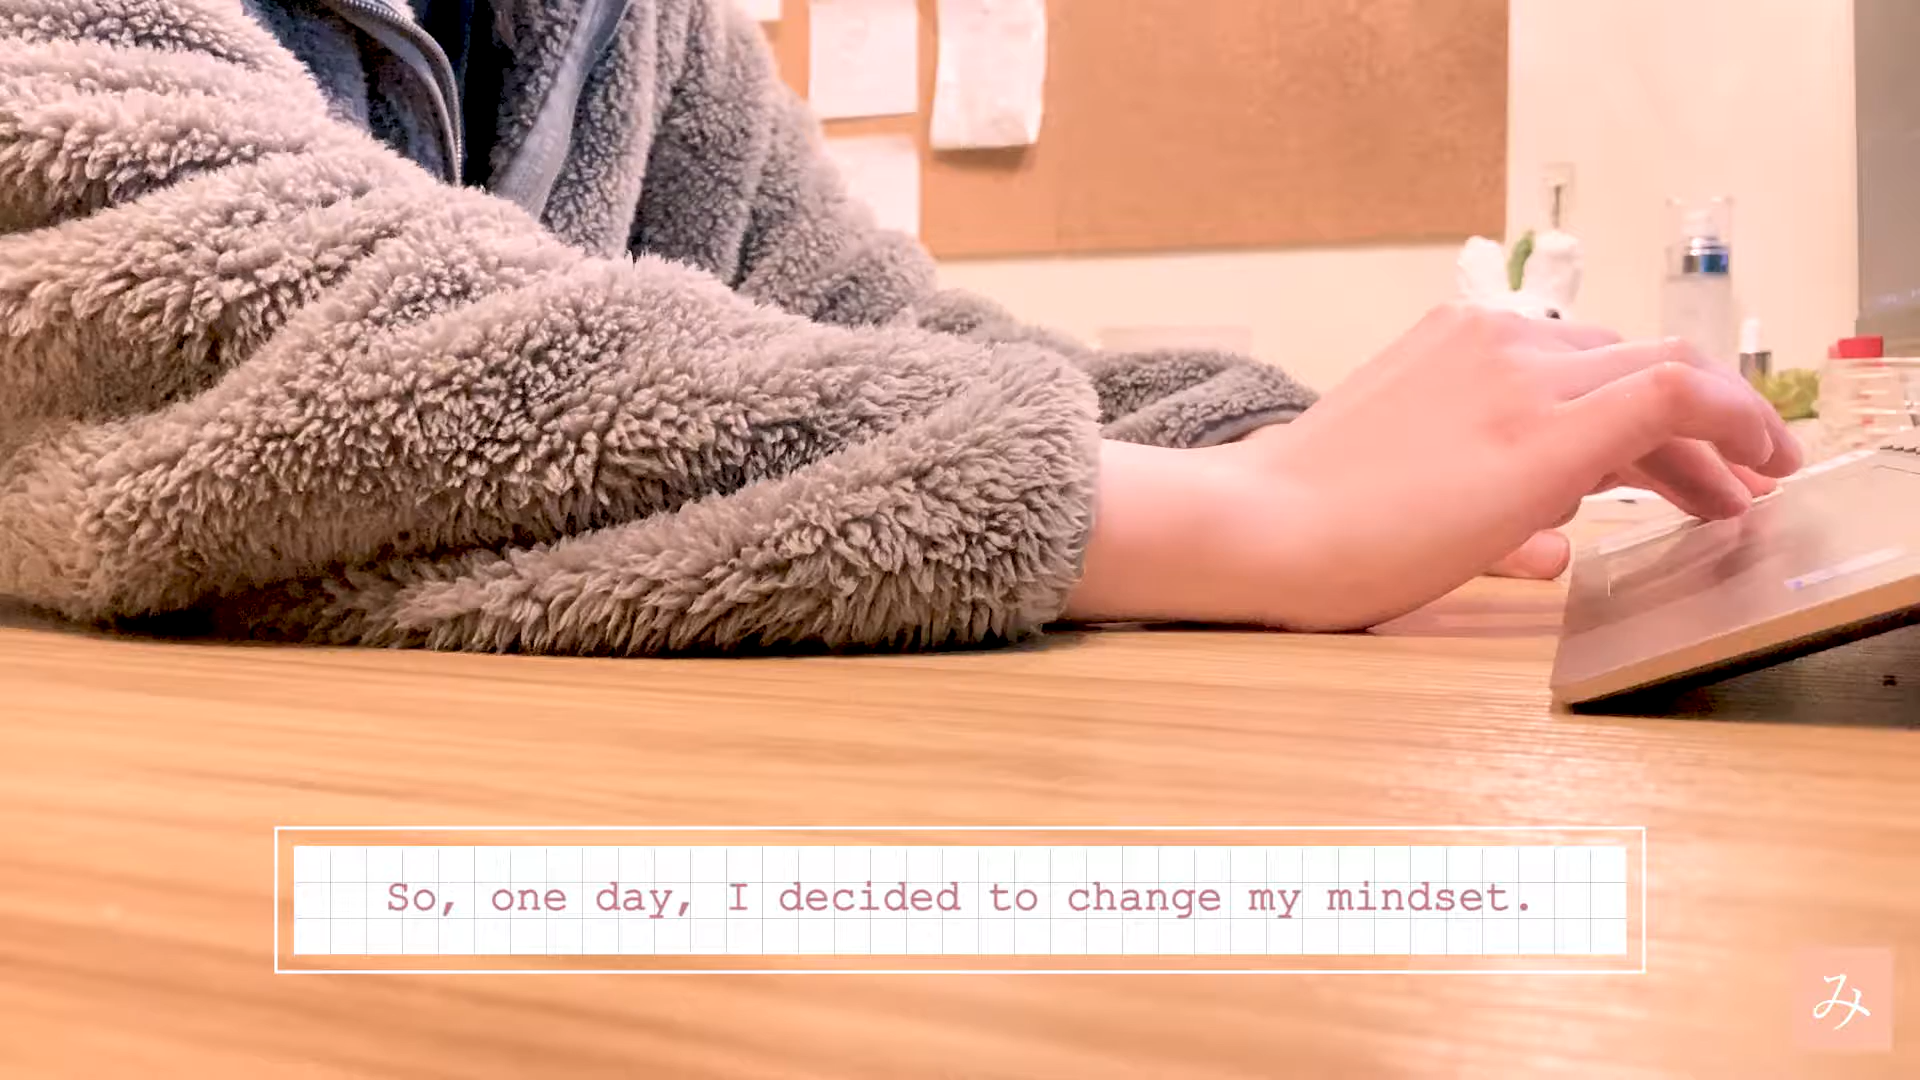 So, one day, I decided to change my mindset.
み